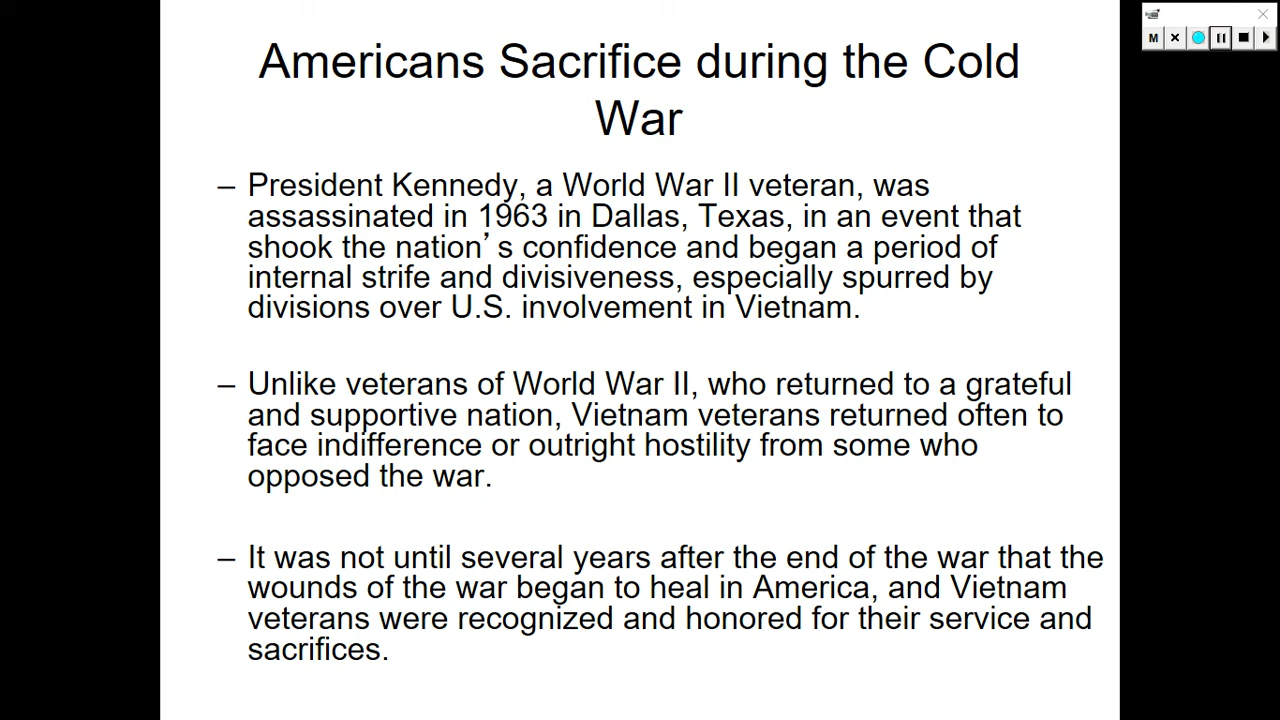 Americans Sacrifice during the Cold
War
– President Kennedy, a World War II veteran, was
assassinated in 1963 in Dallas, Texas, in an event that
shook the nation’s confidence and began a period of
internal strife and divisiveness, especially spurred by
divisions over U.S. involvement in Vietnam.
– Unlike veterans of World War II, who returned to a grateful
and supportive nation, Vietnam veterans returned often to
face indifference or outright hostility from some who
opposed the war.
– It was not until several years after the end of the war that the
wounds of the war began to heal in America, and Vietnam
veterans were recognized and honored for their service and
sacrifices.
M